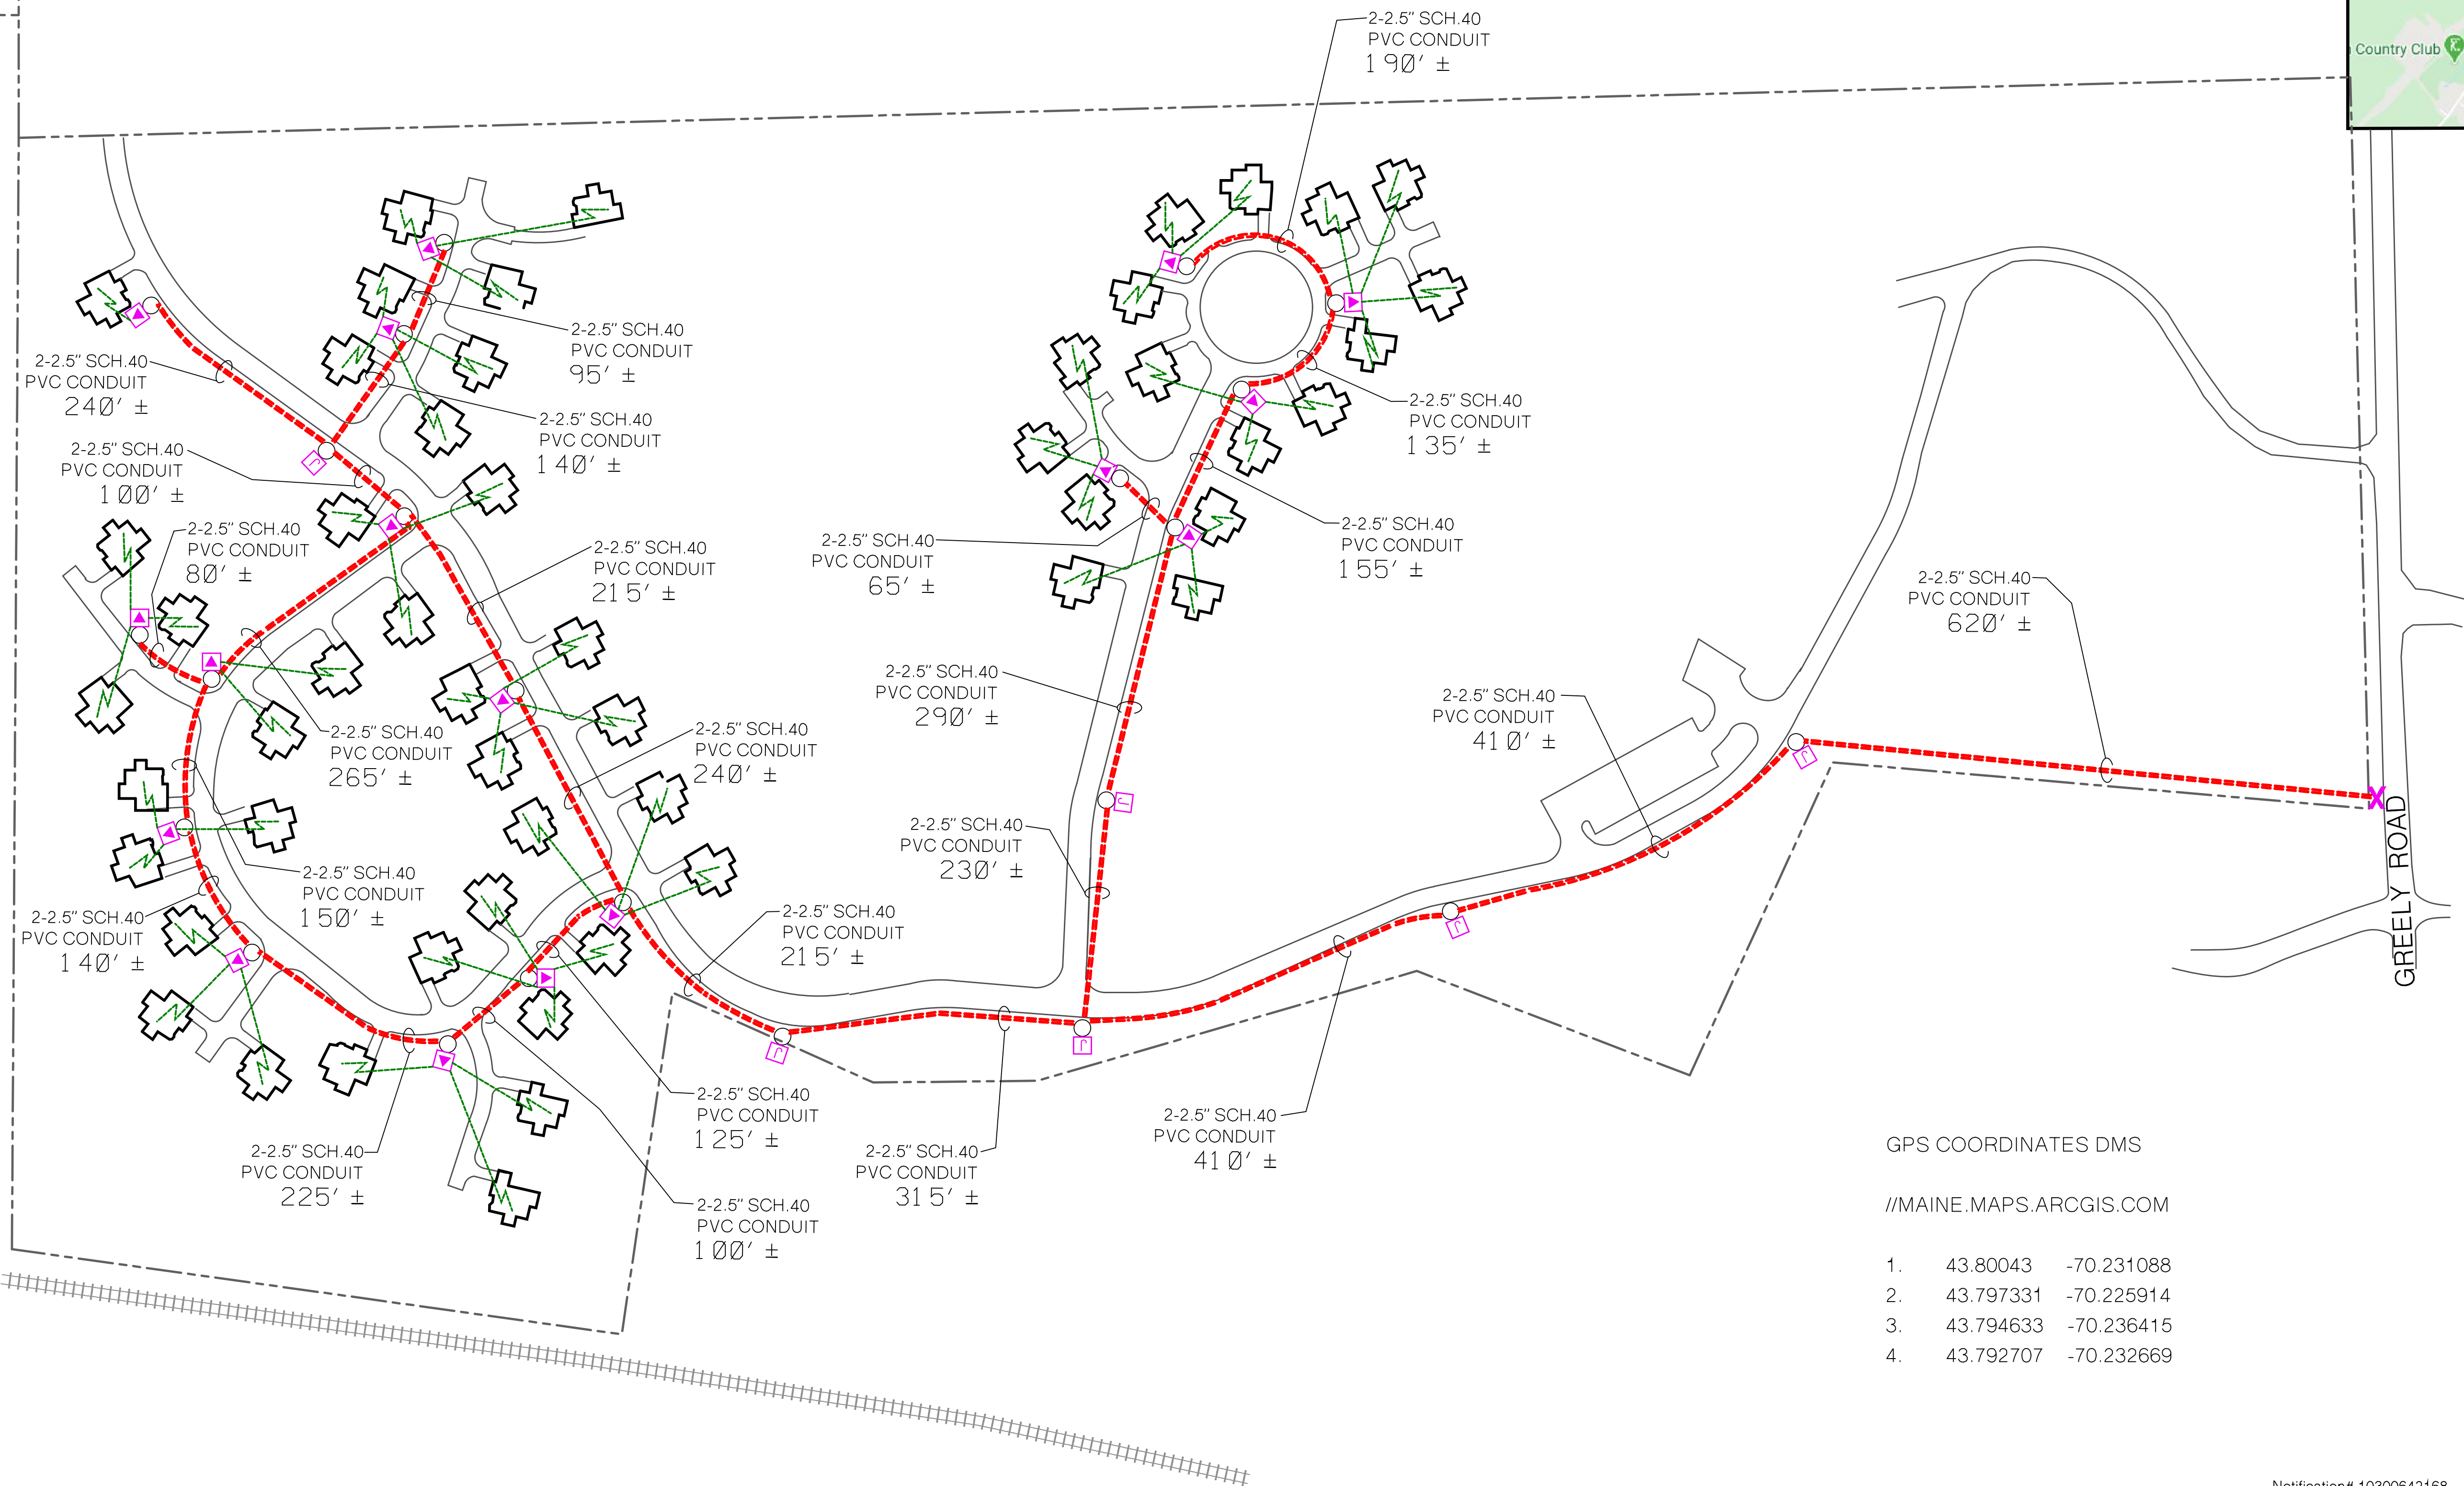 2-2.5" SCH.40
PVC CONDUIT
190' ±
Country Club
2-2.5" SCH.40
PVC CONDUIT
95' ±
2-2.5" SCH.40
PVC CONDUIT
240' ±
2-2.5" SCH.40
PVC CONDUIT
140' ±
2-2.5" SCH.40
PVC CONDUIT
135' ±
2-2.5" SCH.40
PVC CONDUIT
100' ±
2-2.5" SCH.40
PVC CONDUIT
80' ±
2-2.5" SCH.40
PVC CONDUIT
215' ±
2-2.5" SCH.40
PVC CONDUIT
65' ±
2-2.5" SCH.40
PVC CONDUIT
155' ±
2-2.5" SCH.40
PVC CONDUIT
620' ±
2-2.5" SCH.40
PVC CONDUIT
290' ±
2-2.5" SCH.40
PVC CONDUIT
410' ±
2-2.5" SCH.40
PVC CONDUIT
265' ±
2-2.5" SCH.40
PVC CONDUIT
240' ±
2-2.5" SCH.40
PVC CONDUIT
230' ±
2-2.5" SCH.40
PVC CONDUIT
150' ±
2-2.5" SCH.40
PVC CONDUIT
140' ±
2-2.5" SCH.40
PVC CONDUIT
215' ±
X
GREELY ROAD
J
J
J
J
J
J
2-2.5" SCH.40
PVC CONDUIT
125' ±
2-2.5" SCH.40
PVC CONDUIT
410' ±
2-2.5" SCH.40
PVC CONDUIT
225' ±
2-2.5" SCH.40
PVC CONDUIT
315' ±
2-2.5" SCH.40
PVC CONDUIT
100' ±
GPS COORDINATES DMS
//MAINE.MAPS.ARCGIS.COM
1. 43.80043 -70.231088
2. 43.797331 -70.225914
3. 43.794633 -70.236415
4. 43.792707 -70.232669
Notification# 10300642168